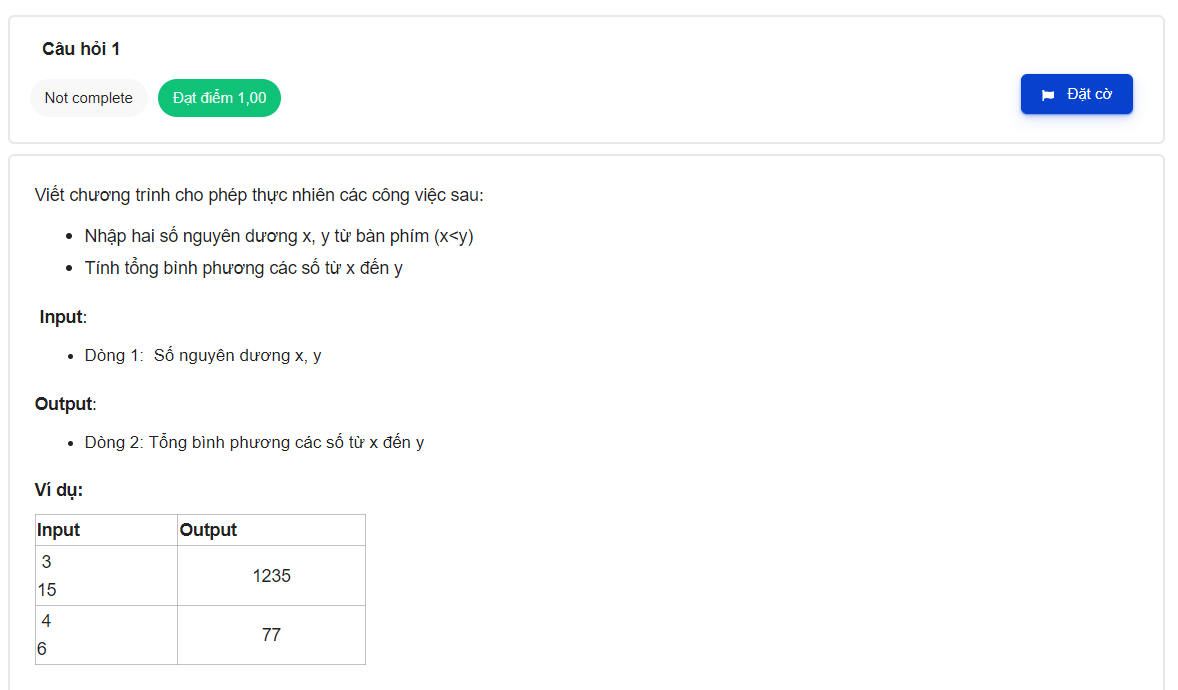 Câu hỏi 1
Not complete
Đạt điểm 1,00
Đặt cờ
Viết chương trình cho phép thực nhiên các công việc sau:
Nhập hai số nguyên dương x, y từ bàn phím (x<y)
Tính tổng bình phương các số từ x đến y
Input:
Dòng 1: Số nguyên dương x, y
Output:
Dòng 2: Tổng bình phương các số từ x đến y
Ví dụ:
Input Output
3
15
1235
4
6
77